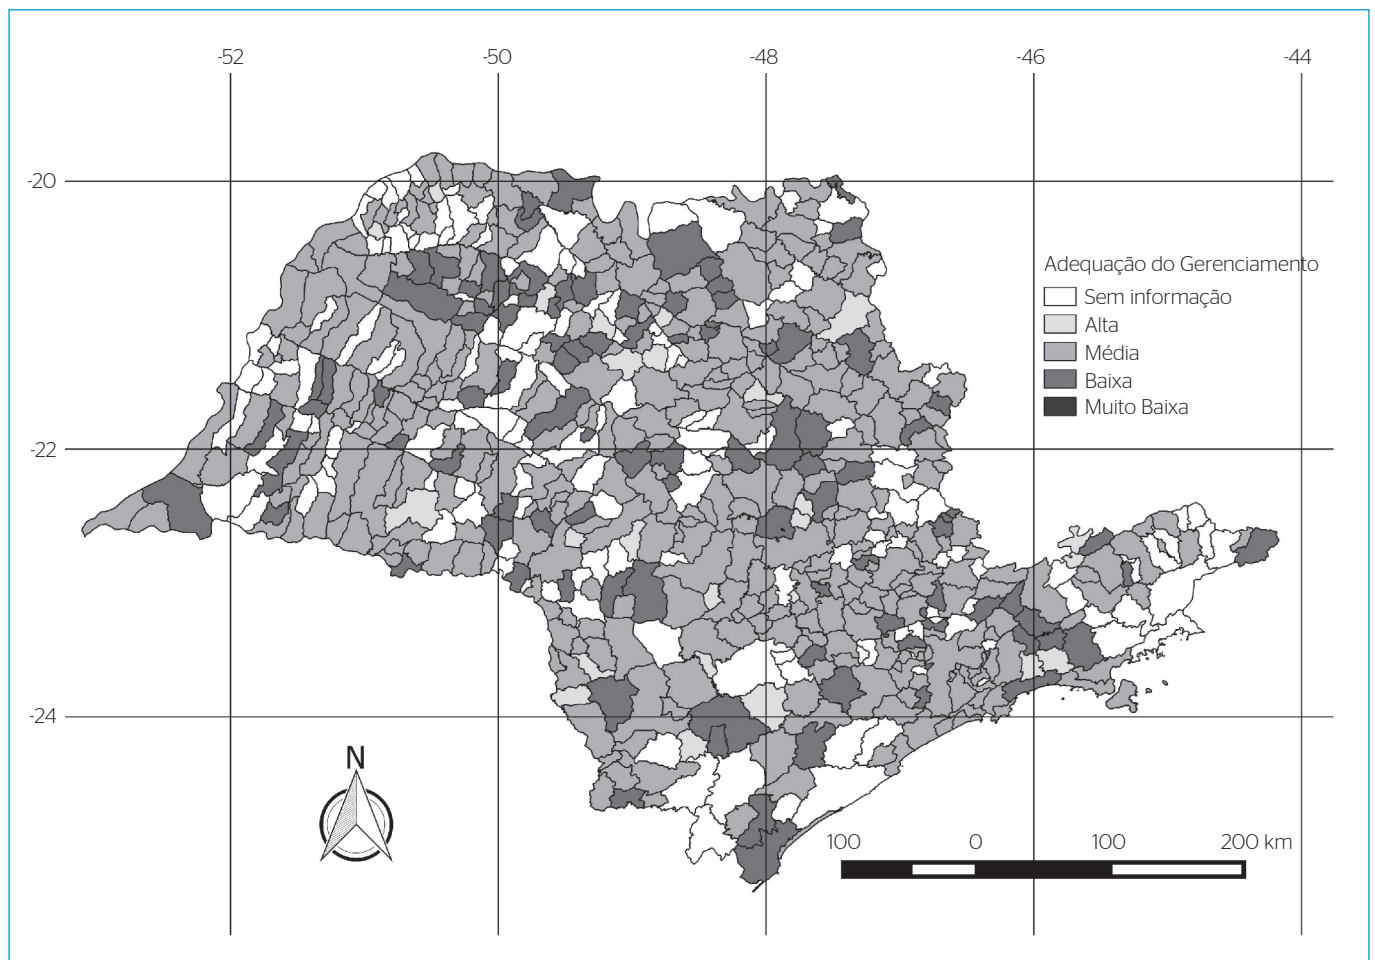 -52 -50 -48 -46 -44
-20
Adequação do Gerenciamento
Sem informação
Alta
Média
Baixa
Muito Baixa
-22
-24
N
100 0 100 200 km